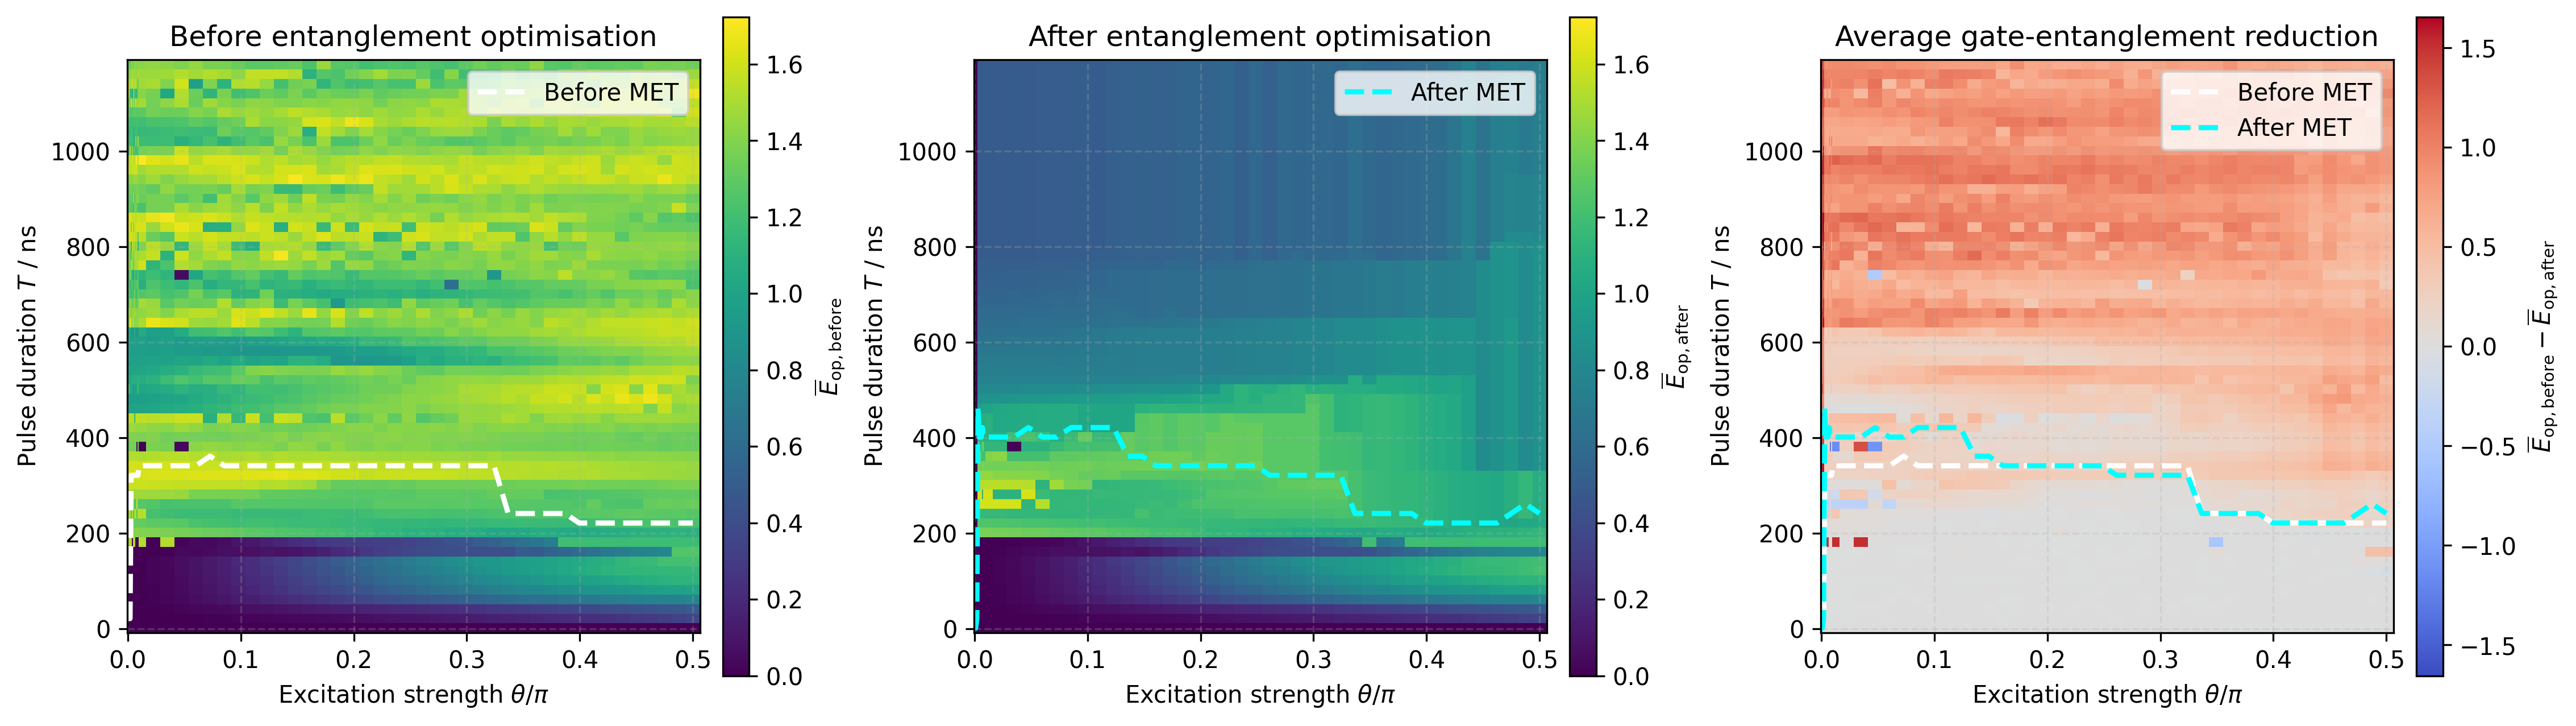 Before entanglement optimisation
Before MET
Pulse duration T / ns
1000
800
600
400
200
0
0.0 0.1 0.2 0.3 0.4 0.5
Excitation strength θ/π
1.6
1.4
1.2
1.0
0.8
0.6
0.4
0.2
0.0
E̅op,before
After entanglement optimisation
After MET
Pulse duration T / ns
1000
800
600
400
200
0
0.0 0.1 0.2 0.3 0.4 0.5
Excitation strength θ/π
1.6
1.4
1.2
1.0
0.8
0.6
0.4
0.2
0.0
E̅op,after
Average gate-entanglement reduction
Before MET
After MET
Pulse duration T / ns
1000
800
600
400
200
0
0.0 0.1 0.2 0.3 0.4 0.5
Excitation strength θ/π
1.5
1.0
0.5
0.0
−0.5
−1.0
−1.5
E̅op,before − E̅op,after